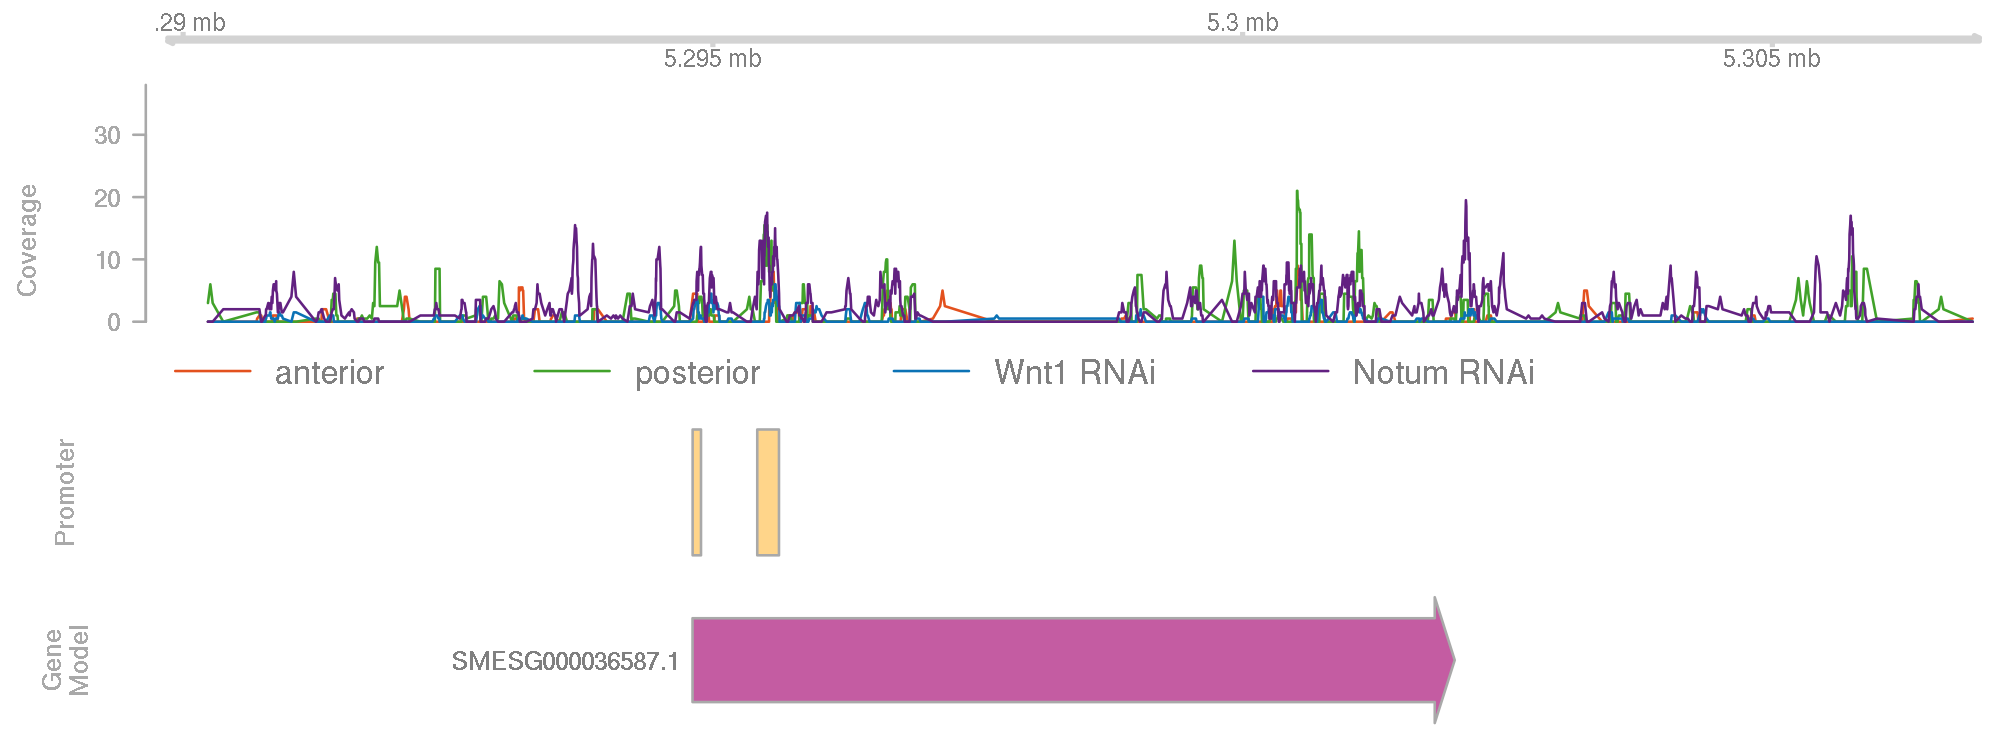 .29 mb
5.3 mb
5.295 mb
5.305 mb
Coverage
30
20
10
0
anterior
posterior
Wnt1 RNAi
Notum RNAi
Promoter
0
Gene
Model
SMESG000036587.1